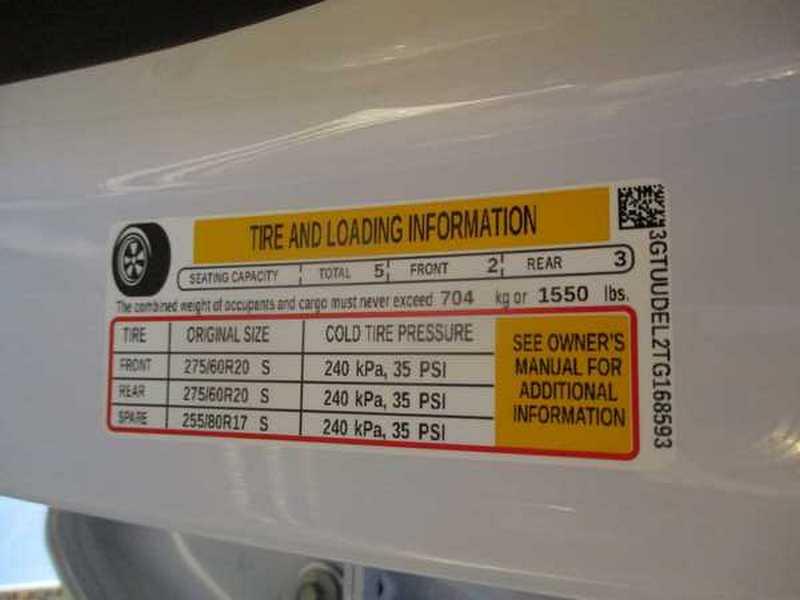 TIRE AND LOADING INFORMATION
SEATING CAPACITY TOTAL 5 FRONT 2 REAR 3
The combined weight of occupants and cargo must never exceed 704 kg or 1550 lbs.
TIRE ORIGINAL SIZE COLD TIRE PRESSURE
FRONT 275/60R20 S 240 kPa, 35 PSI
REAR 275/60R20 S 240 kPa, 35 PSI
SPARE 255/80R17 S 240 kPa, 35 PSI
SEE OWNER'S
MANUAL FOR
ADDITIONAL
INFORMATION
3GTUUDEL2TG168593